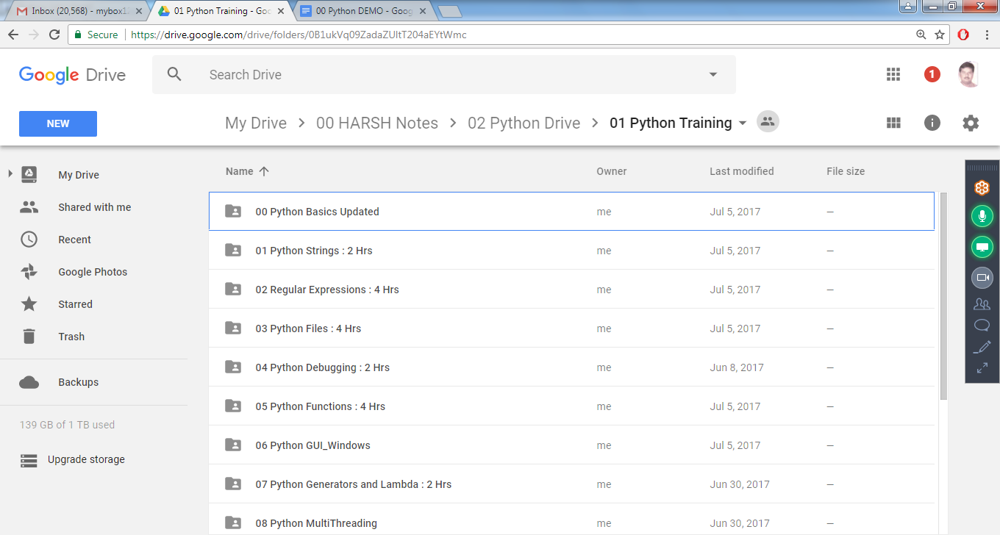 Inbox (20,568) - mybox12
01 Python Training - Goo
00 Python DEMO - Goog
Secure
https://drive.google.com/drive/folders/0B1ukVq09ZadaZUltT204aEYtWmc
Google Drive
Search Drive
1
NEW
My Drive > 00 HARSH Notes > 02 Python Drive > 01 Python Training
My Drive
Shared with me
Recent
Google Photos
Starred
Trash
Backups
139 GB of 1 TB used
Upgrade storage
Name Owner Last modified File size
00 Python Basics Updated me Jul 5, 2017 —
01 Python Strings : 2 Hrs me Jul 5, 2017 —
02 Regular Expressions : 4 Hrs me Jul 5, 2017 —
03 Python Files : 4 Hrs me Jul 5, 2017 —
04 Python Debugging : 2 Hrs me Jun 8, 2017 —
05 Python Functions : 4 Hrs me Jul 5, 2017 —
06 Python GUI_Windows me Jul 5, 2017 —
07 Python Generators and Lambda : 2 Hrs me Jun 30, 2017 —
08 Python MultiThreading me Jun 30, 2017 —